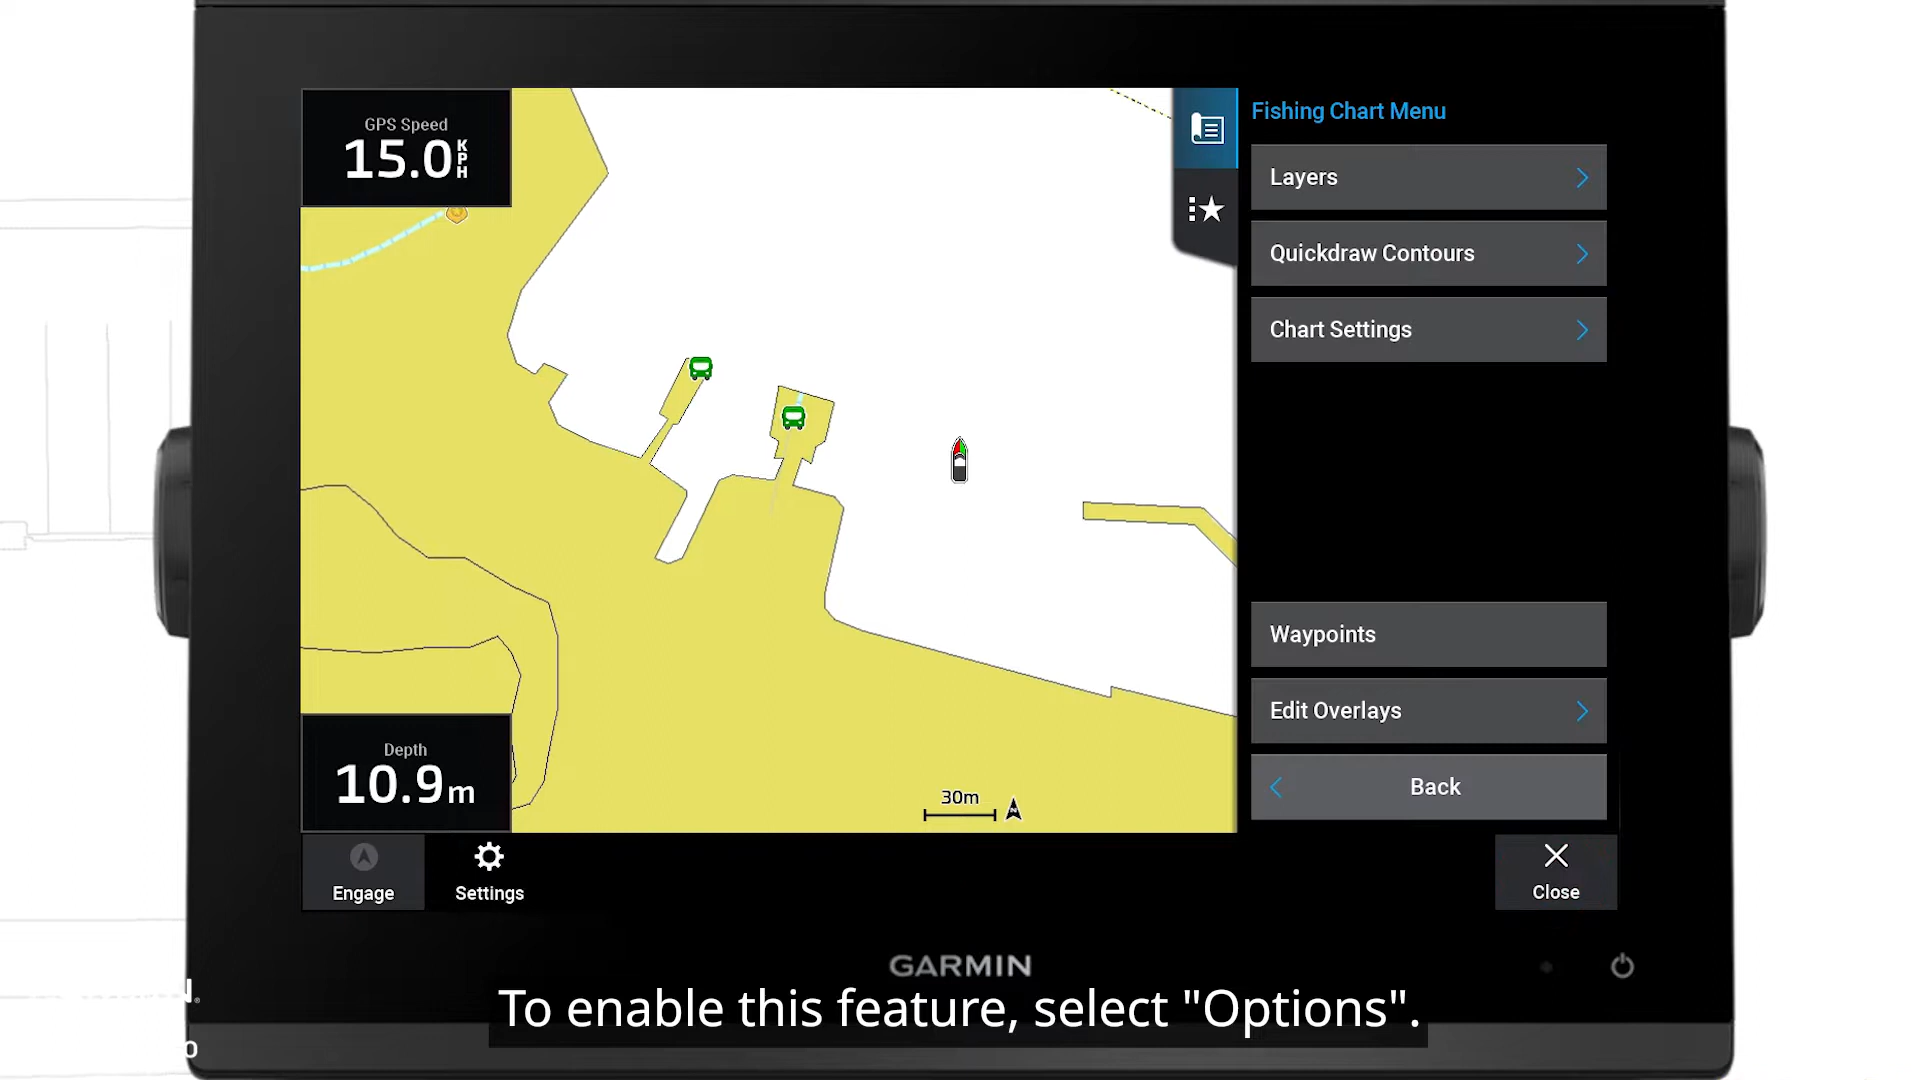 GPS Speed
15.0 KPH
Fishing Chart Menu
Layers
Quickdraw Contours
Chart Settings
Waypoints
Edit Overlays
Back
Depth
10.9 m
30m
N
Engage
Settings
Close
GARMIN
To enable this feature, select "Options".